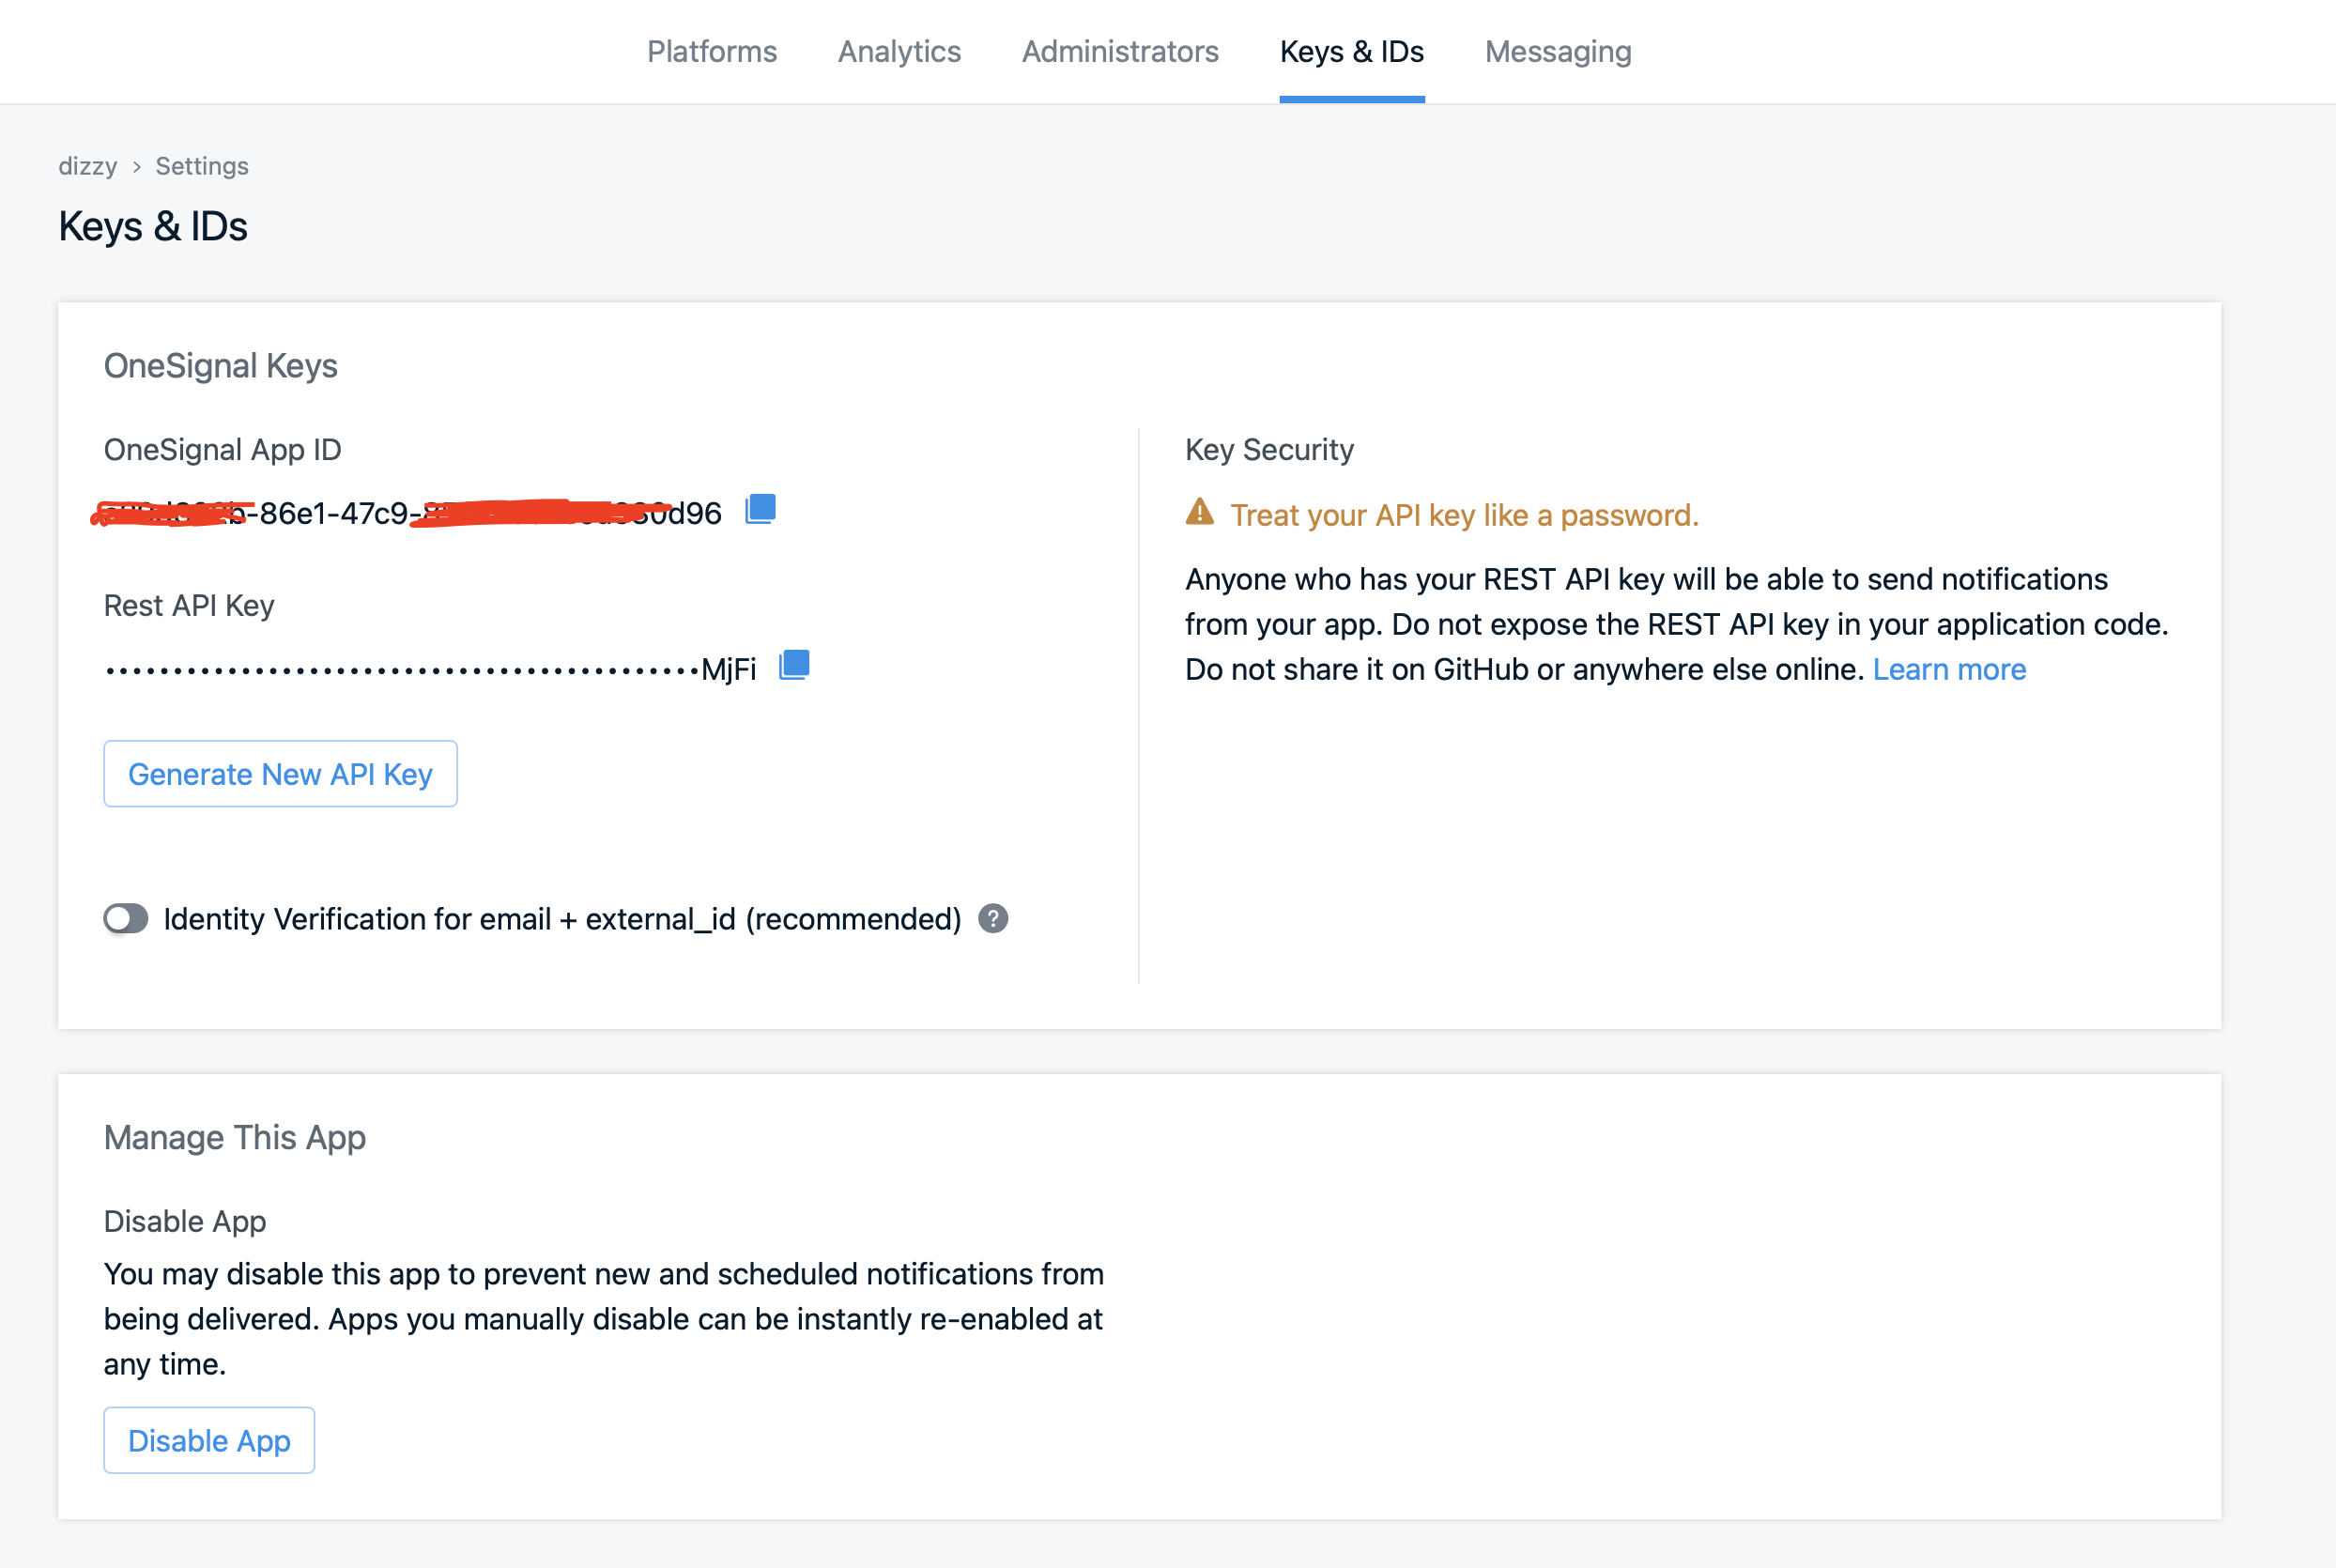 Platforms Analytics Administrators Keys & IDs Messaging
dizzy > Settings
Keys & IDs
OneSignal Keys
OneSignal App ID
-86e1-47c9-
Rest API Key
••••••••••••••••••••••••••••••••••••••••••••MjFi
Generate New API Key
Identity Verification for email + external_id (recommended) ?
Key Security
Treat your API key like a password.
Anyone who has your REST API key will be able to send notifications
from your app. Do not expose the REST API key in your application code.
Do not share it on GitHub or anywhere else online. Learn more
Manage This App
Disable App
You may disable this app to prevent new and scheduled notifications from
being delivered. Apps you manually disable can be instantly re-enabled at
any time.
Disable App